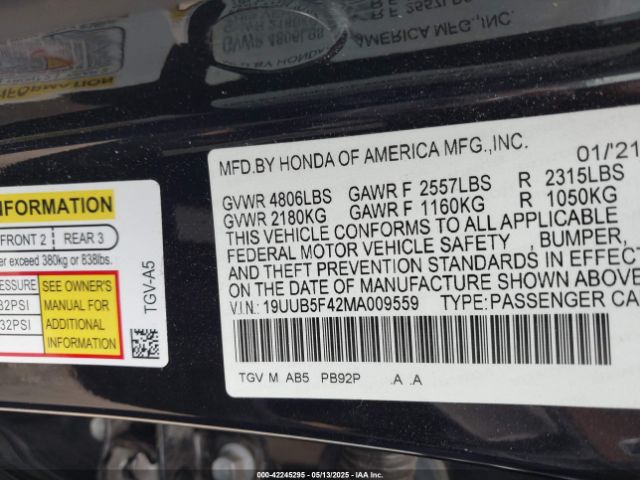 MFD.BY HONDA OF AMERICA MFG.,INC. 01/'21
GVWR 4806LBS GAWR F 2557LBS R 2315LBS
GVWR 2180KG GAWR F 1160KG R 1050KG
THIS VEHICLE CONFORMS TO ALL APPLICABLE
FEDERAL MOTOR VEHICLE SAFETY , BUMPER,
AND THEFT PREVENTION STANDARDS IN EFFECT
ON THE DATE OF MANUFACTURE SHOWN ABOVE
V.I.N.: 19UUB5F42MA009559 TYPE:PASSENGER CA
TGV M AB5 PB92P .A .A
INFORMATION
FRONT 2 REAR 3
er exceed 380kg or 838lbs.
SEE OWNER'S
MANUAL FOR
ADDITIONAL
INFORMATION
32PSI
TGV-A5
000-42245295 - 05/13/2025 - IAAC Inc.